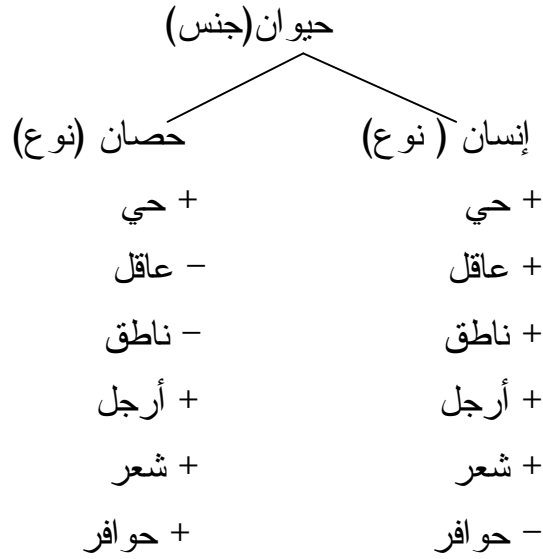 حيوان(جنس)
إنسان ( نوع) حصان (نوع)
+ حي + حي
+ عاقل – عاقل
+ ناطق – ناطق
+ أرجل + أرجل
+ شعر + شعر
– حوافر + حوافر